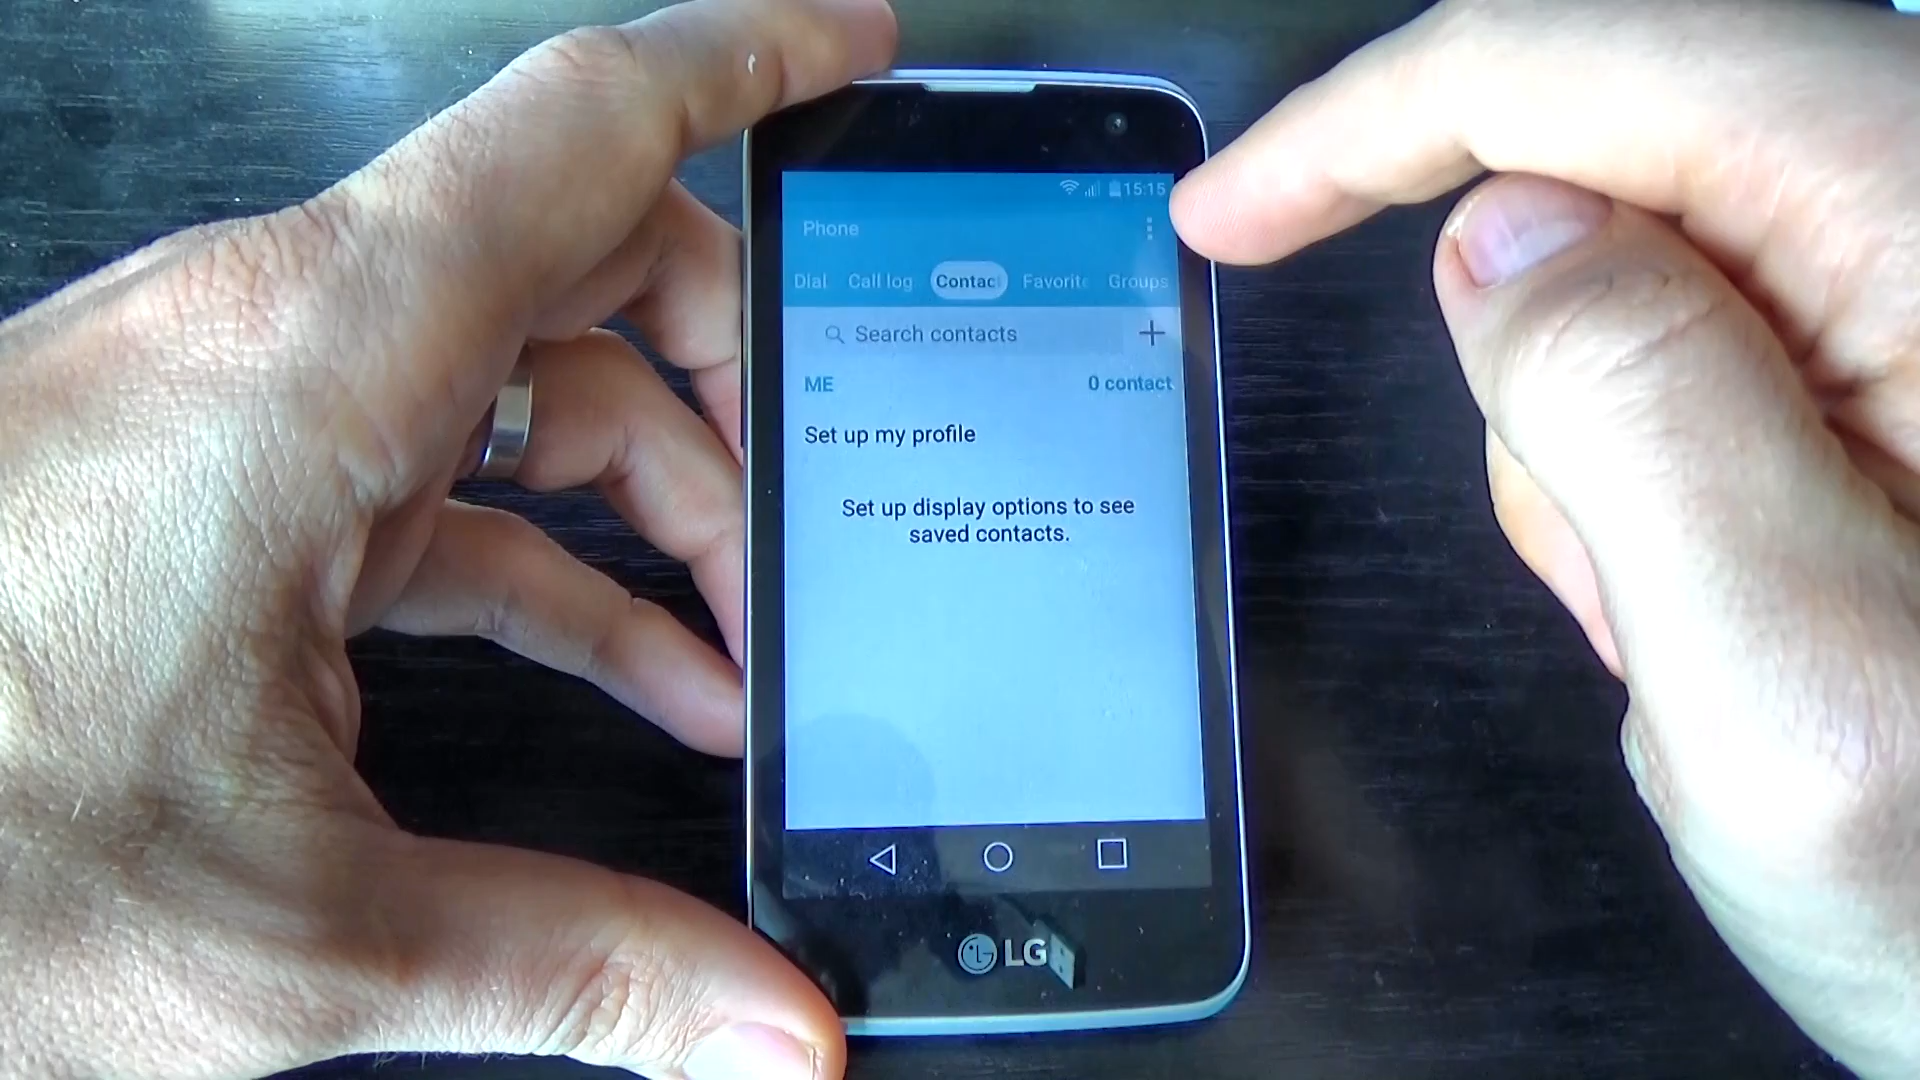 15:15
Phone
Dial Call log Contac Favorite Groups
Search contacts
ME 0 contact
Set up my profile
Set up display options to see
saved contacts.
LG